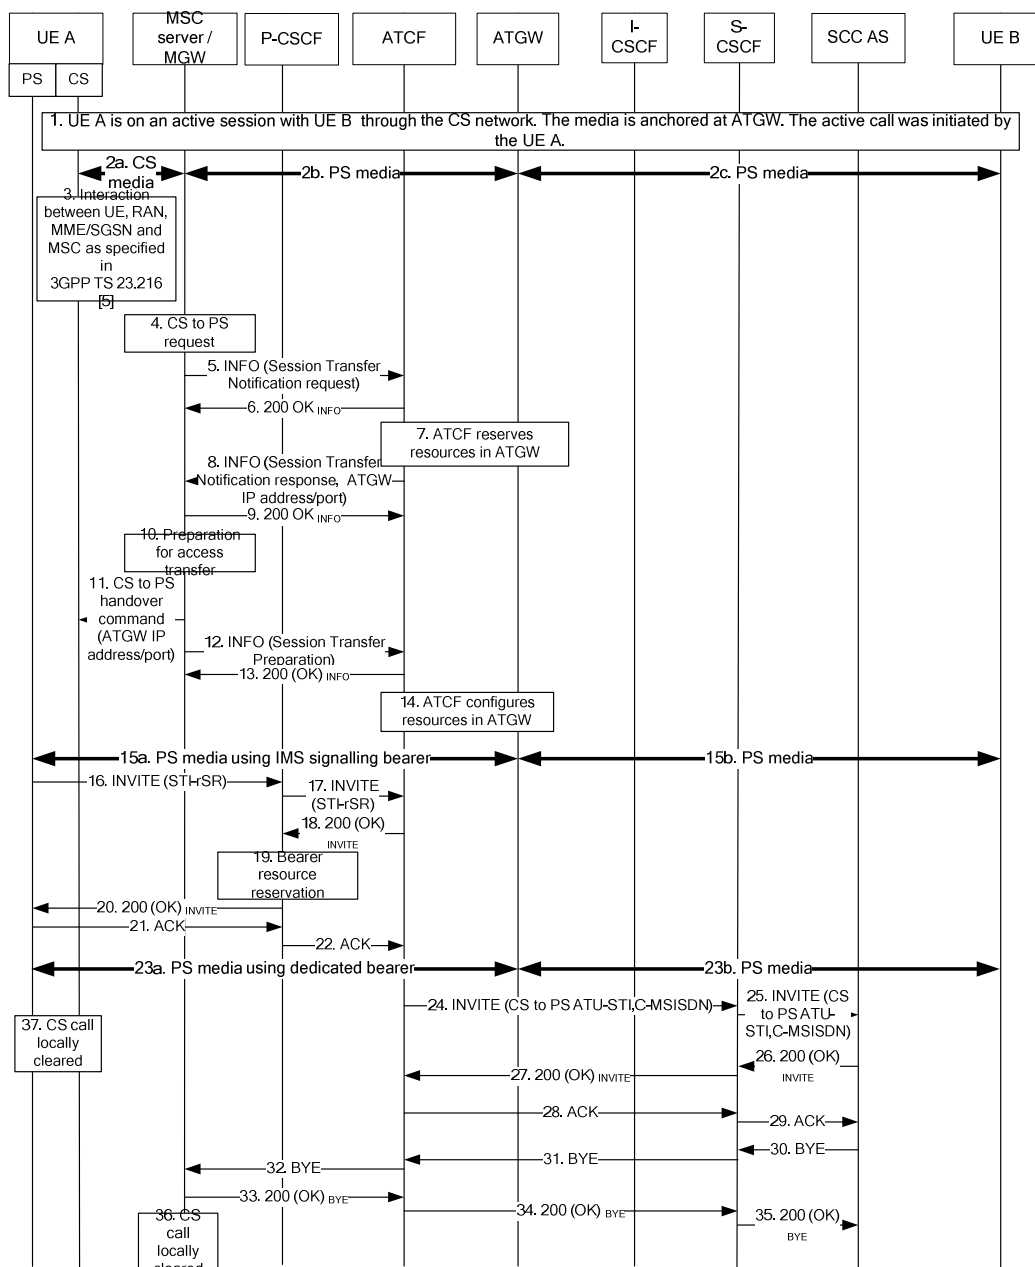 UE A
MSC
server /
MGW
P-CSCF
ATCF
ATGW
I-
CSCF
S-
CSCF
SCC AS
UE B
PS
CS
1. UE A is on an active session with UE B through the CS network. The media is anchored at ATGW. The active call was initiated by
the UE A.
2a. CS
media
2b. PS media
2c. PS media
3. Interaction
between UE, RAN,
MME/SGSN and
MSC as specified
in
3GPP TS 23.216
[5]
4. CS to PS
request
5. INFO (Session Transfer
Notification request)
6. 200 OK INFO
7. ATCF reserves
resources in ATGW
8. INFO (Session Transfer
Notification response, ATGW
IP address/port)
9. 200 OK INFO
10. Preparation
for access
transfer
11. CS to PS
handover
command
(ATGW IP
address/port)
12. INFO (Session Transfer
Preparation)
13. 200 (OK) INFO
14. ATCF configures
resources in ATGW
15a. PS media using IMS signalling bearer
15b. PS media
16. INVITE (STI-rSR)
17. INVITE
(STI-rSR)
18. 200 (OK)
INVITE
19. Bearer
resource
reservation
20. 200 (OK) INVITE
21. ACK
22. ACK
23a. PS media using dedicated bearer
23b. PS media
24. INVITE (CS to PS ATU-STI,C-MSISDN)
25. INVITE (CS
to PS ATU-
STI,C-MSISDN)
37. CS call
locally
cleared
26. 200 (OK)
INVITE
27. 200 (OK) INVITE
28. ACK
29. ACK
30. BYE
31. BYE
32. BYE
33. 200 (OK) BYE
34. 200 (OK) BYE
35. 200 (OK)
BYE
36. CS
call
locally
cleared